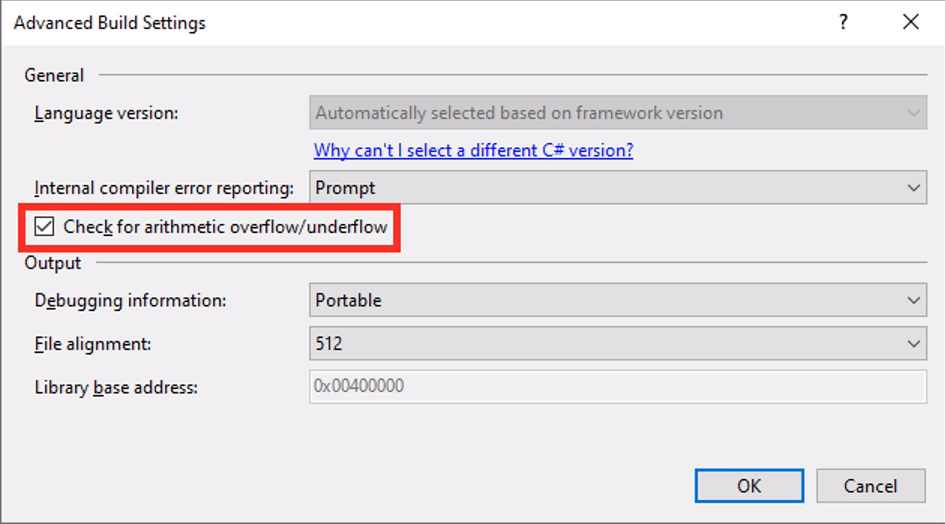 Advanced Build Settings
?
General
Language version:
Automatically selected based on framework version
Why can't I select a different C# version?
Internal compiler error reporting:
Prompt
Check for arithmetic overflow/underflow
Output
Debugging information:
Portable
File alignment:
512
Library base address:
0x00400000
OK
Cancel